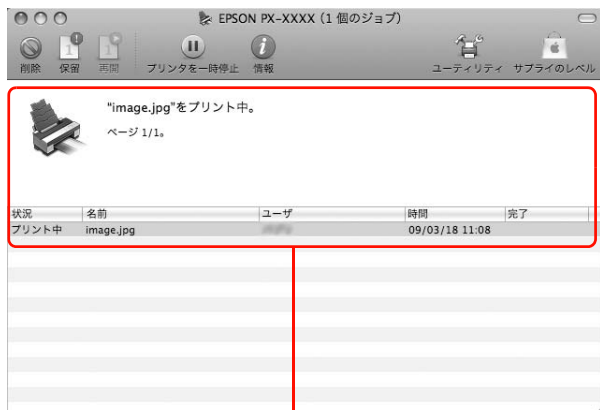 EPSON PX-XXXX (1 個のジョブ)
削除 保留 再開 プリンタを一時停止 情報 ユーティリティ サプライのレベル
"image.jpg"をプリント中。
ページ 1/1。
状況 名前 ユーザ 時間 完了
プリント中 image.jpg 09/03/18 11:08